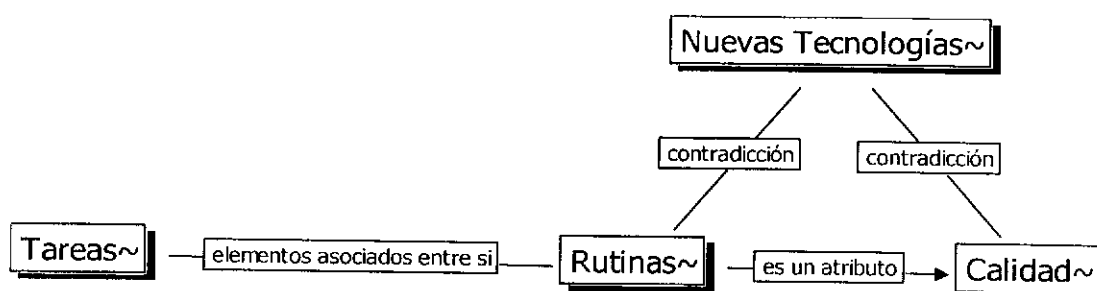 Nuevas Tecnologías~
contradicción
contradicción
Tareas~
elementos asociados entre si
Rutinas~
es un atributo
Calidad~